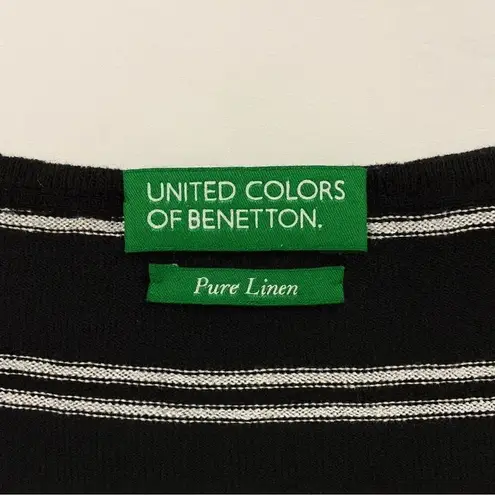 UNITED COLORS
OF BENETTON.
Pure Linen